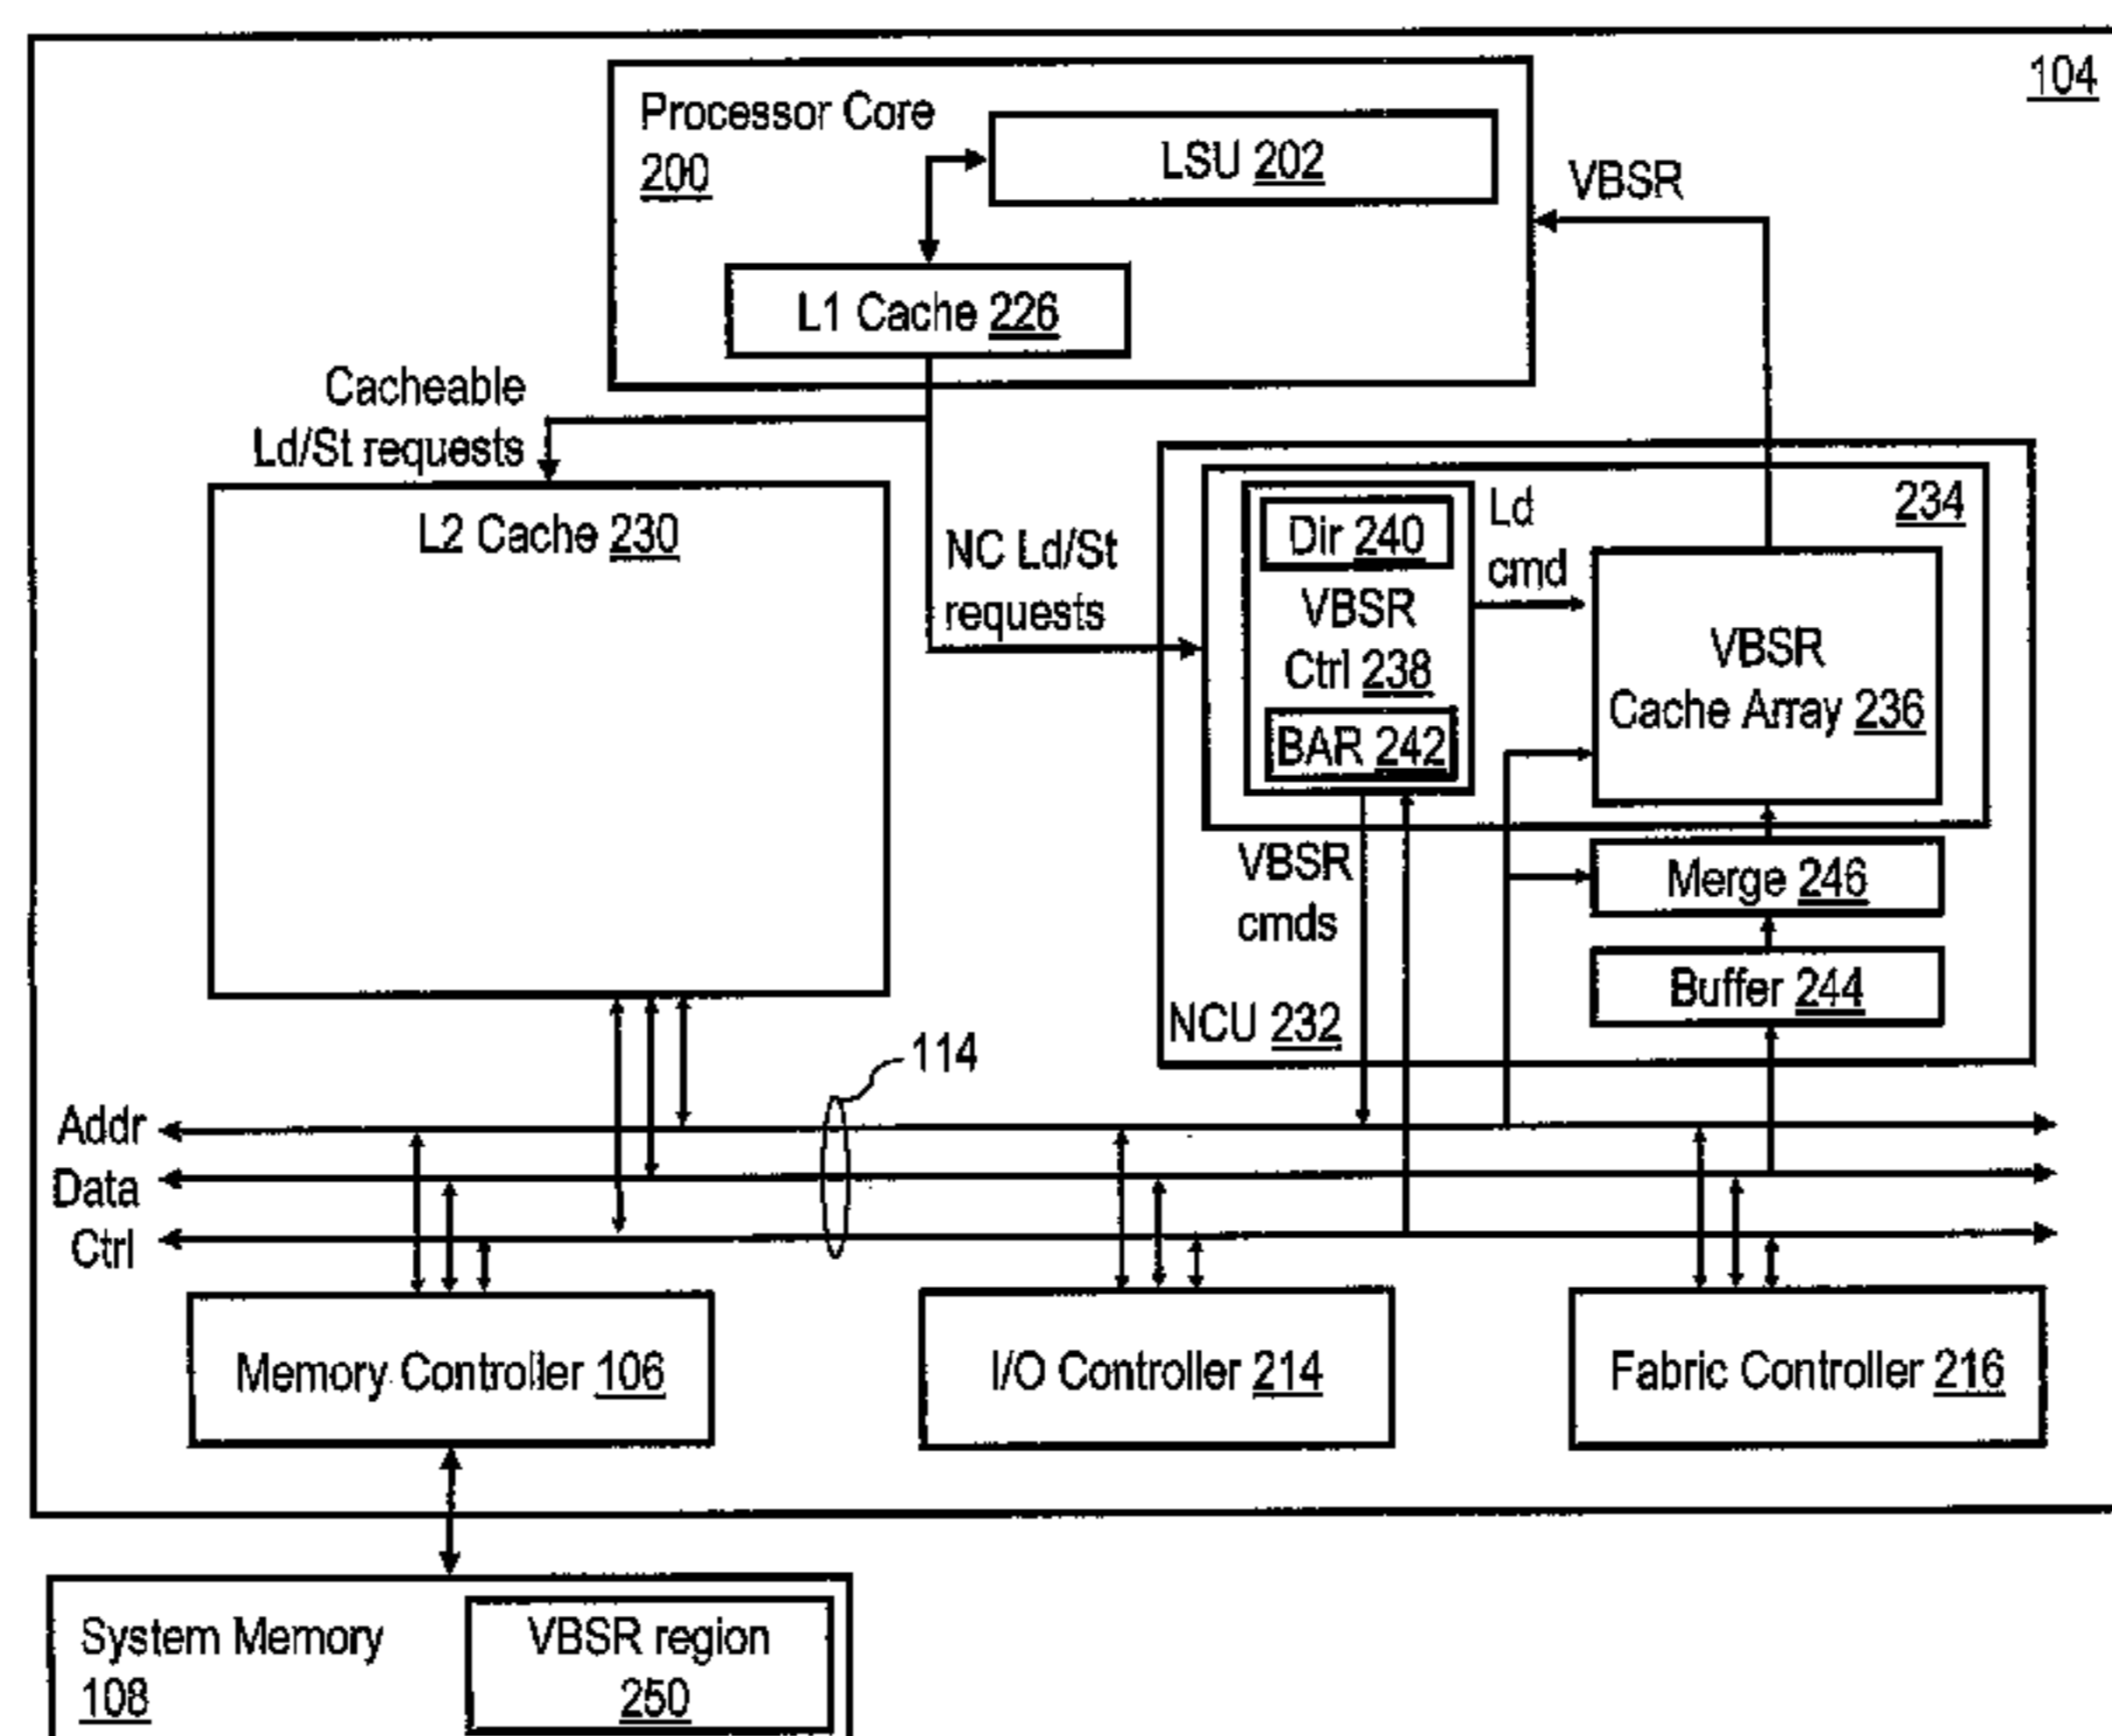 104
Processor Core
200
LSU 202
VBSR
L1 Cache 226
Cacheable
Ld/St requests
L2 Cache 230
NC Ld/St
requests
234
Dir 240
Ld
cmd
VBSR
Ctrl 238
BAR 242
VBSR
Cache Array 236
VBSR
cmds
Merge 246
Buffer 244
NCU 232
114
Addr
Data
Ctrl
Memory Controller 106
I/O Controller 214
Fabric Controller 216
System Memory
108
VBSR region
250